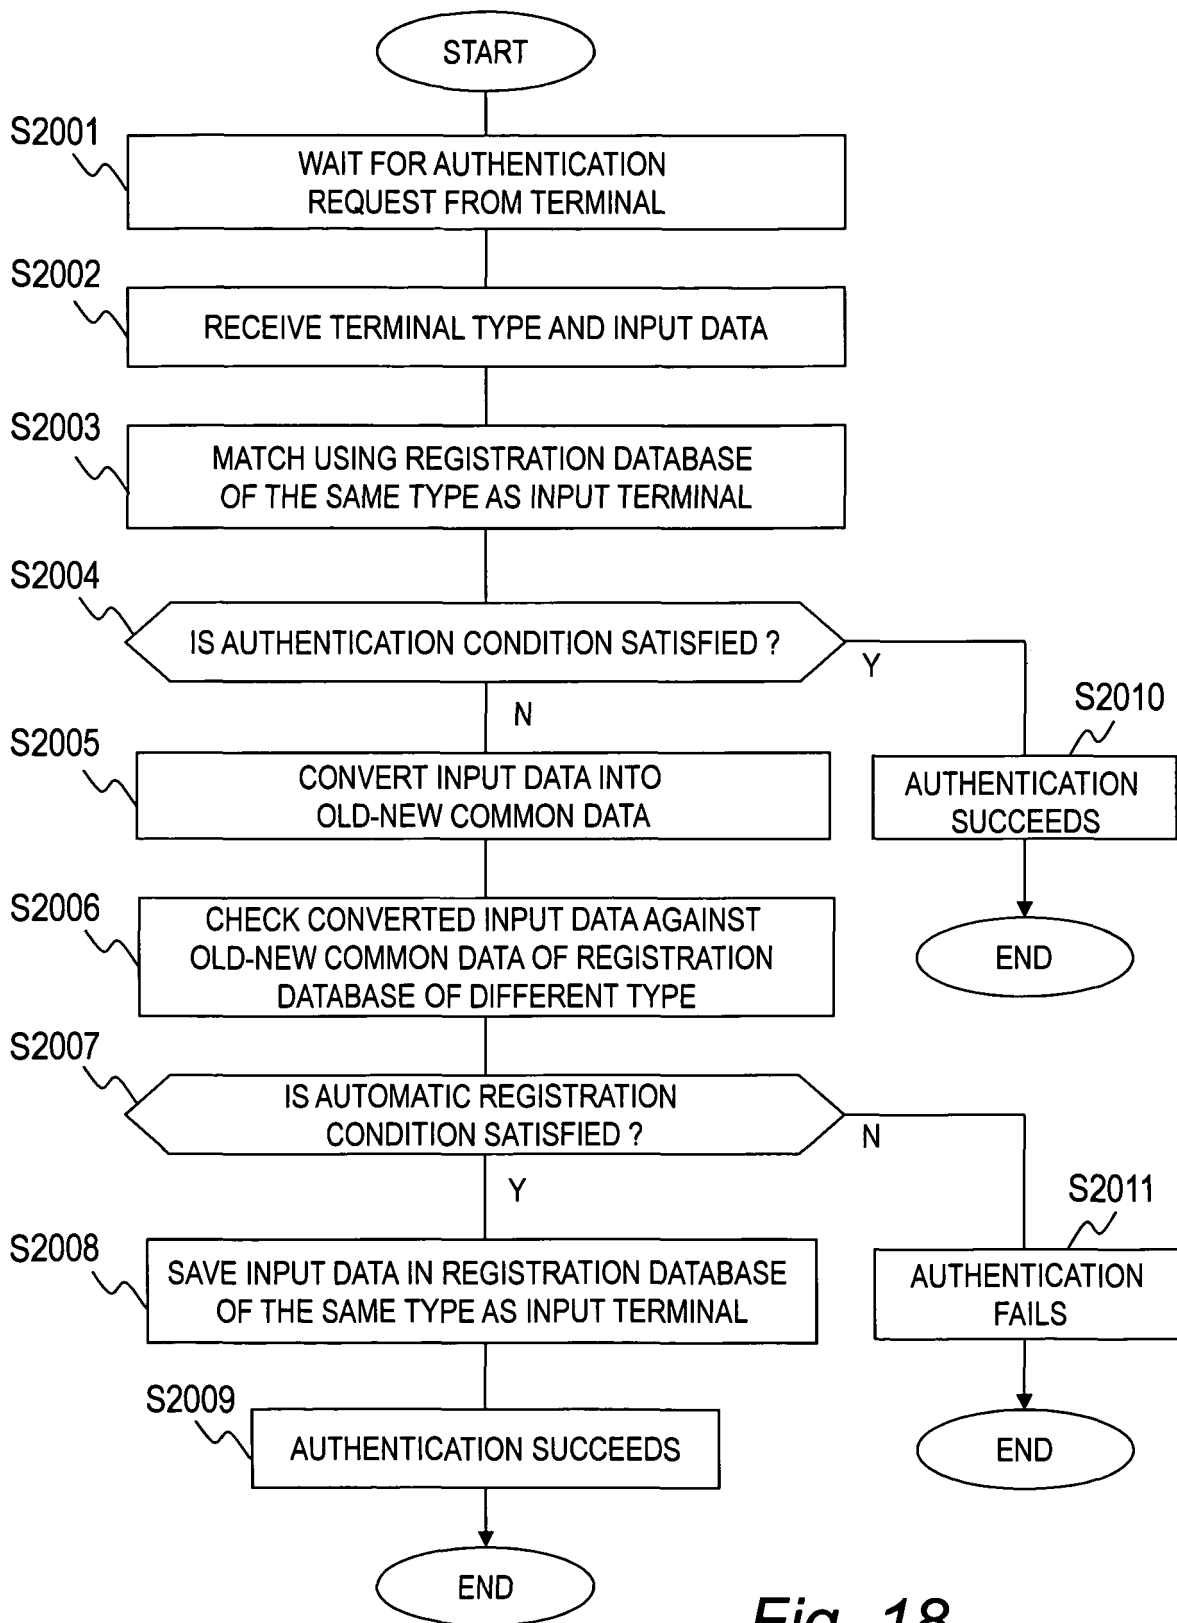 START
S2001
WAIT FOR AUTHENTICATION
REQUEST FROM TERMINAL
S2002
RECEIVE TERMINAL TYPE AND INPUT DATA
S2003
MATCH USING REGISTRATION DATABASE
OF THE SAME TYPE AS INPUT TERMINAL
S2004
IS AUTHENTICATION CONDITION SATISFIED ?
Y
N
S2010
AUTHENTICATION
SUCCEEDS
END
S2005
CONVERT INPUT DATA INTO
OLD-NEW COMMON DATA
S2006
CHECK CONVERTED INPUT DATA AGAINST
OLD-NEW COMMON DATA OF REGISTRATION
DATABASE OF DIFFERENT TYPE
S2007
IS AUTOMATIC REGISTRATION
CONDITION SATISFIED ?
N
Y
S2011
AUTHENTICATION
FAILS
END
S2008
SAVE INPUT DATA IN REGISTRATION DATABASE
OF THE SAME TYPE AS INPUT TERMINAL
S2009
AUTHENTICATION SUCCEEDS
END
Fig. 18